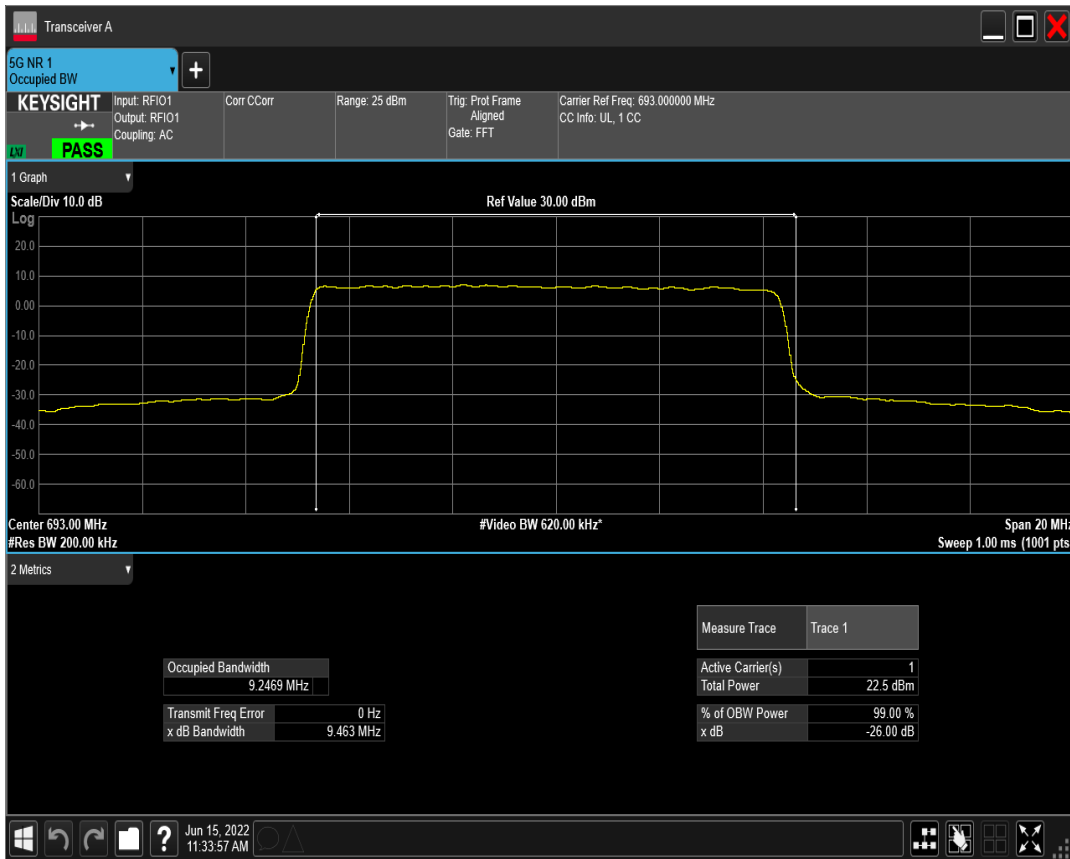 Transceiver A
5G NR 1
Occupied BW
KEYSIGHT
Input: RFIO1
Output: RFIO1
Coupling: AC
Corr CCorr
Range: 25 dBm
Trig: Prot Frame
Aligned
Gate: FFT
Carrier Ref Freq: 693.000000 MHz
CC Info: UL, 1 CC
LXI
PASS
1 Graph
Scale/Div 10.0 dB
Ref Value 30.00 dBm
Log
20.0
10.0
0.00
-10.0
-20.0
-30.0
-40.0
-50.0
-60.0
Center 693.00 MHz
#Video BW 620.00 kHz*
Span 20 MHz
#Res BW 200.00 kHz
Sweep 1.00 ms (1001 pts
2 Metrics
Measure Trace
Trace 1
Occupied Bandwidth
9.2469 MHz
Active Carrier(s)
1
Total Power
22.5 dBm
Transmit Freq Error
0 Hz
x dB Bandwidth
9.463 MHz
% of OBW Power
99.00 %
x dB
-26.00 dB
?
Jun 15, 2022
11:33:57 AM